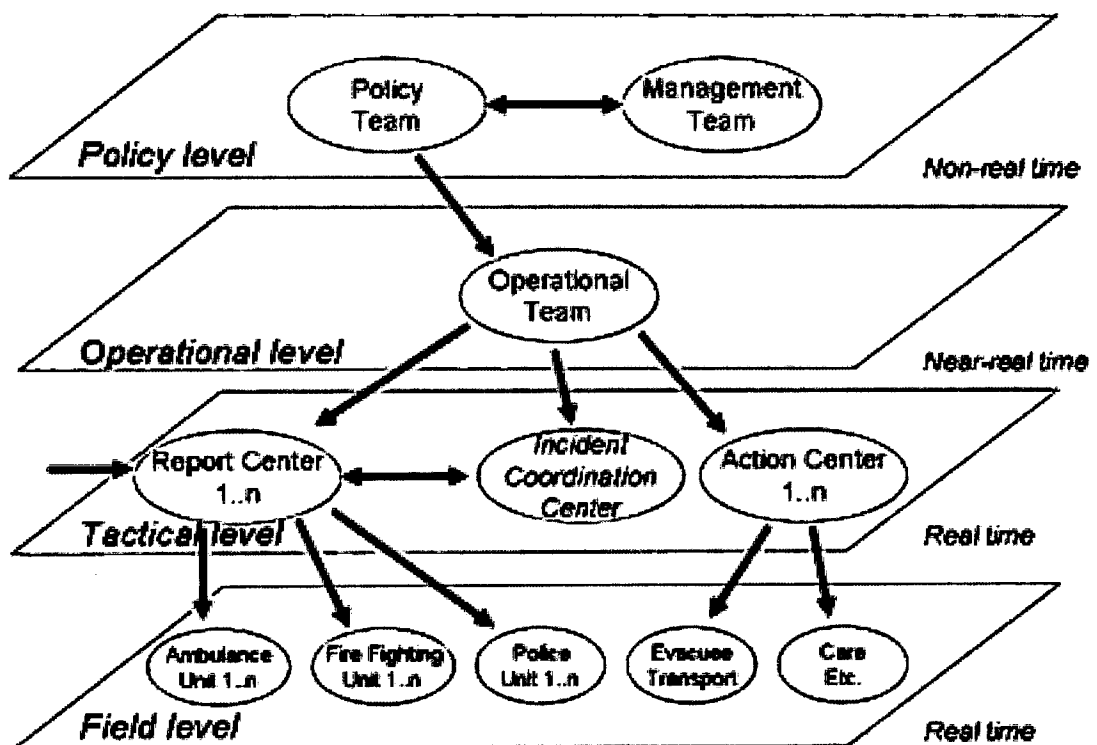 Policy
Team
Management
Team
Policy level
Non-real time
Operational
Team
Operational level
Near-real time
Report Center
1..n
Incident
Coordination
Center
Action Center
1..n
Tactical level
Real time
Ambulance
Unit 1..n
Fire Fighting
Unit 1..n
Police
Unit 1..n
Evacuee
Transport
Care
Etc.
Field level
Real time